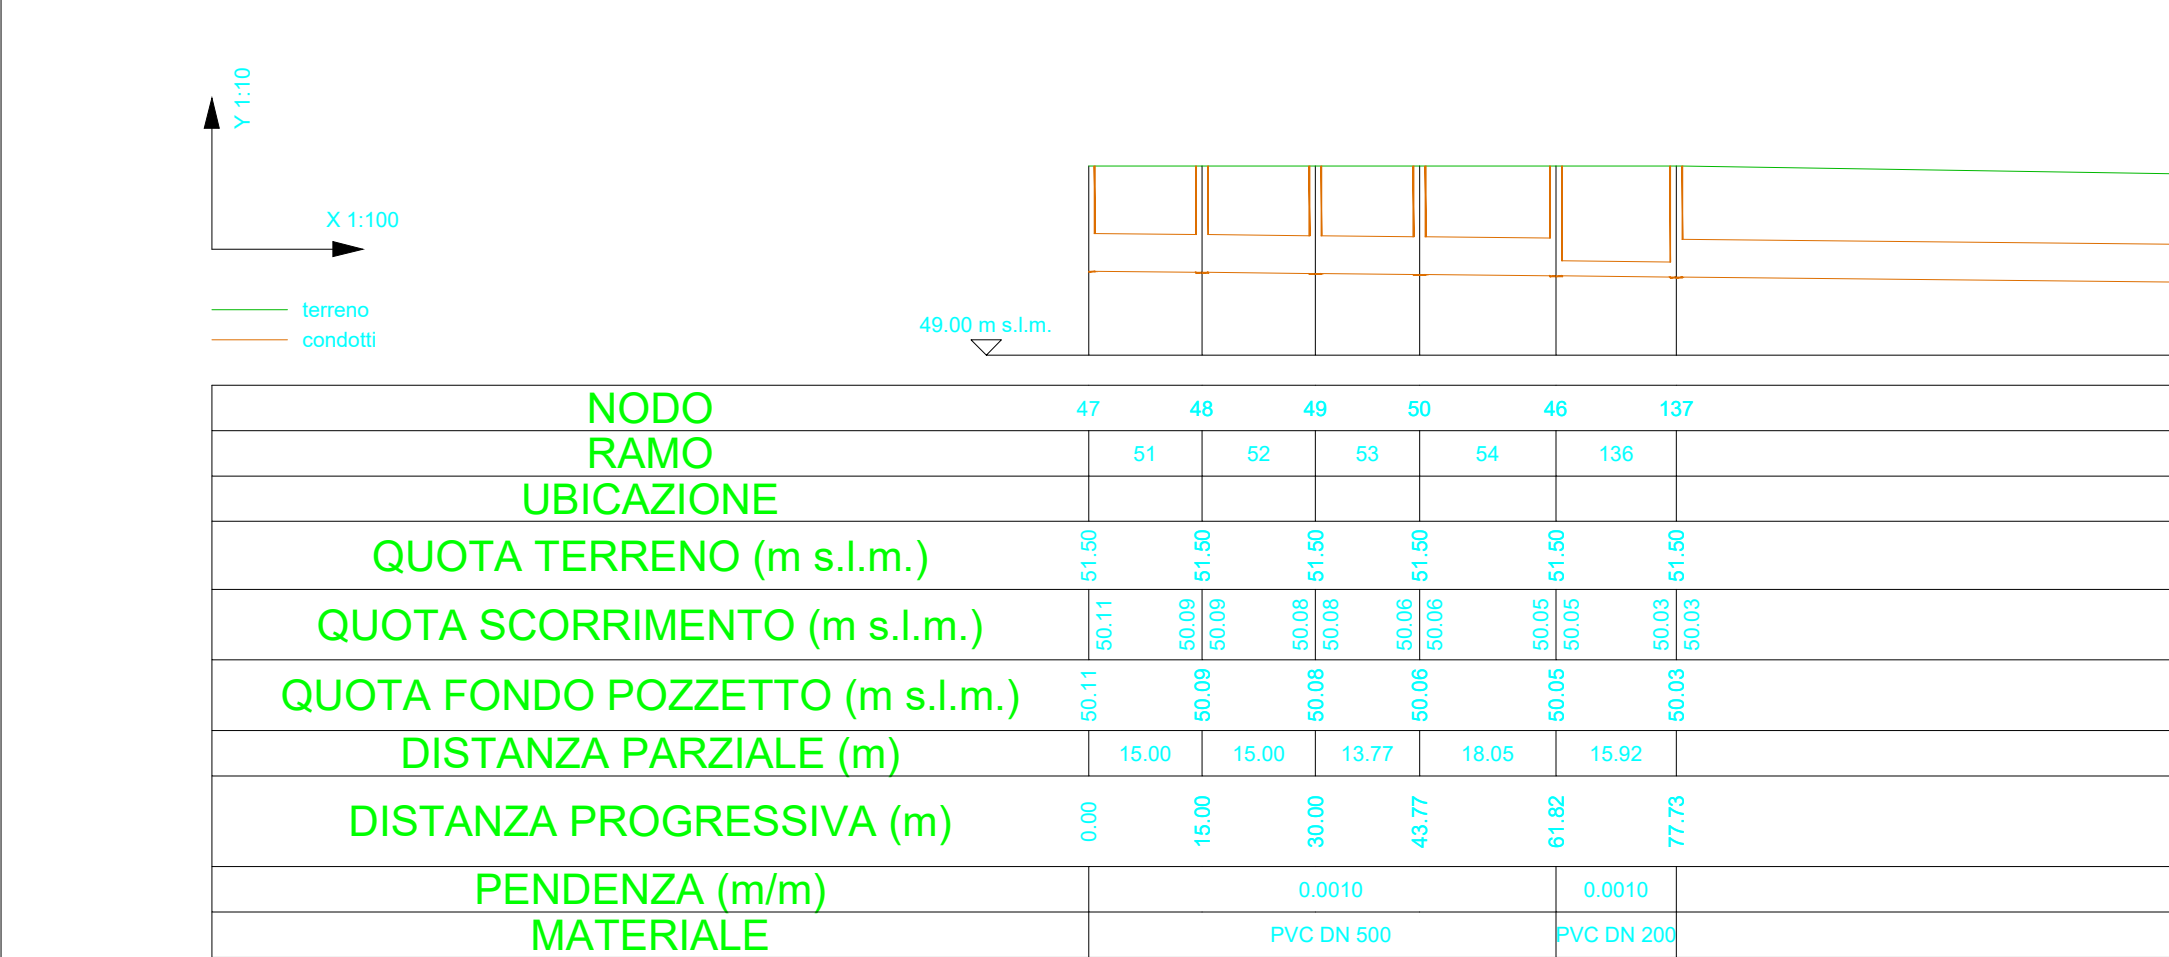 Y 1:10
X 1:100
terreno
condotti
49.00 m s.l.m.
NODO 47 48 49 50 46 137
RAMO 51 52 53 54 136
UBICAZIONE
QUOTA TERRENO (m s.l.m.) 51.50 51.50 51.50 51.50 51.50 51.50
QUOTA SCORRIMENTO (m s.l.m.) 50.11 50.09 50.09 50.08 50.08 50.06 50.06 50.05 50.05 50.03 50.03
QUOTA FONDO POZZETTO (m s.l.m.) 50.11 50.09 50.08 50.06 50.05 50.03
DISTANZA PARZIALE (m) 15.00 15.00 13.77 18.05 15.92
DISTANZA PROGRESSIVA (m) 0.00 15.00 30.00 43.77 61.82 77.73
PENDENZA (m/m) 0.0010 0.0010
MATERIALE PVC DN 500 PVC DN 200